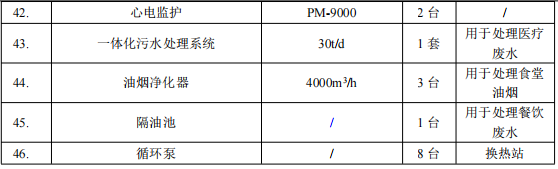 42. 心电监护 PM-9000 2 台 /
43. 一体化污水处理系统 30t/d 1 套 用于处理医疗
废水
44. 油烟净化器 4000m³/h 3 台 用于处理食堂
油烟
45. 隔油池 / 1 台 用于处理餐饮
废水
46. 循环泵 / 8 台 换热站